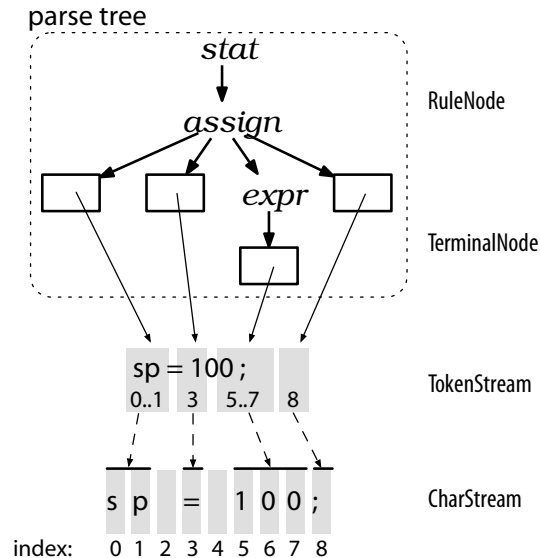 parse tree
stat
RuleNode
assign
expr
TerminalNode
sp = 100 ;
0..1 3 5..7 8
TokenStream
s p = 1 0 0 ;
CharStream
index: 0 1 2 3 4 5 6 7 8